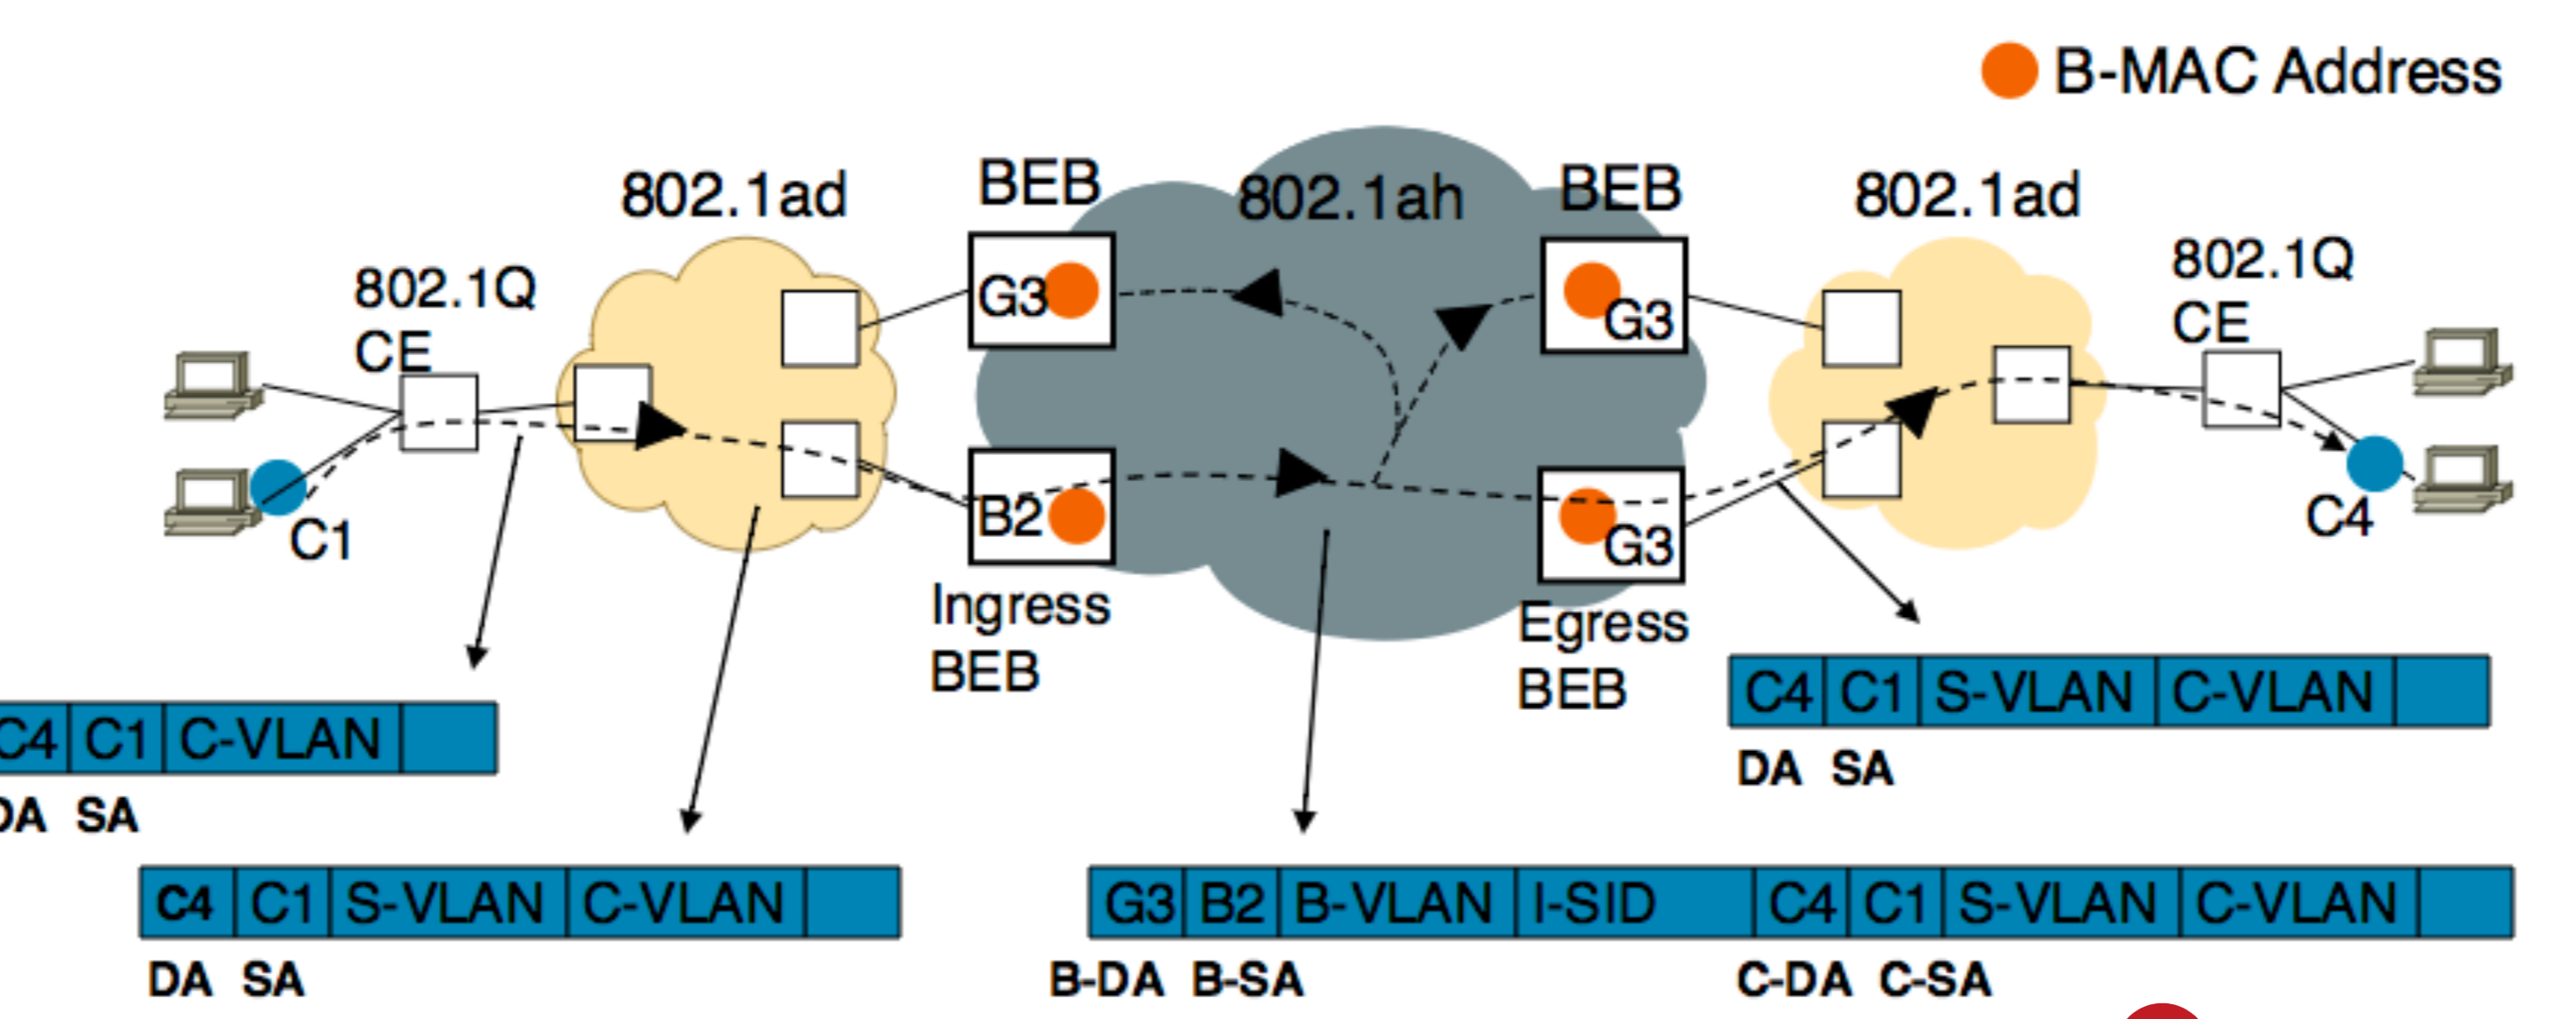 B-MAC Address
802.1ad
BEB
802.1ah
BEB
802.1ad
802.1Q
CE
802.1Q
CE
G3
G3
C1
B2
G3
C4
Ingress
BEB
Egress
BEB
C4 C1 S-VLAN C-VLAN
DA SA
C4 C1 C-VLAN
DA SA
C4 C1 S-VLAN C-VLAN
DA SA
G3 B2 B-VLAN I-SID C4 C1 S-VLAN C-VLAN
B-DA B-SA C-DA C-SA